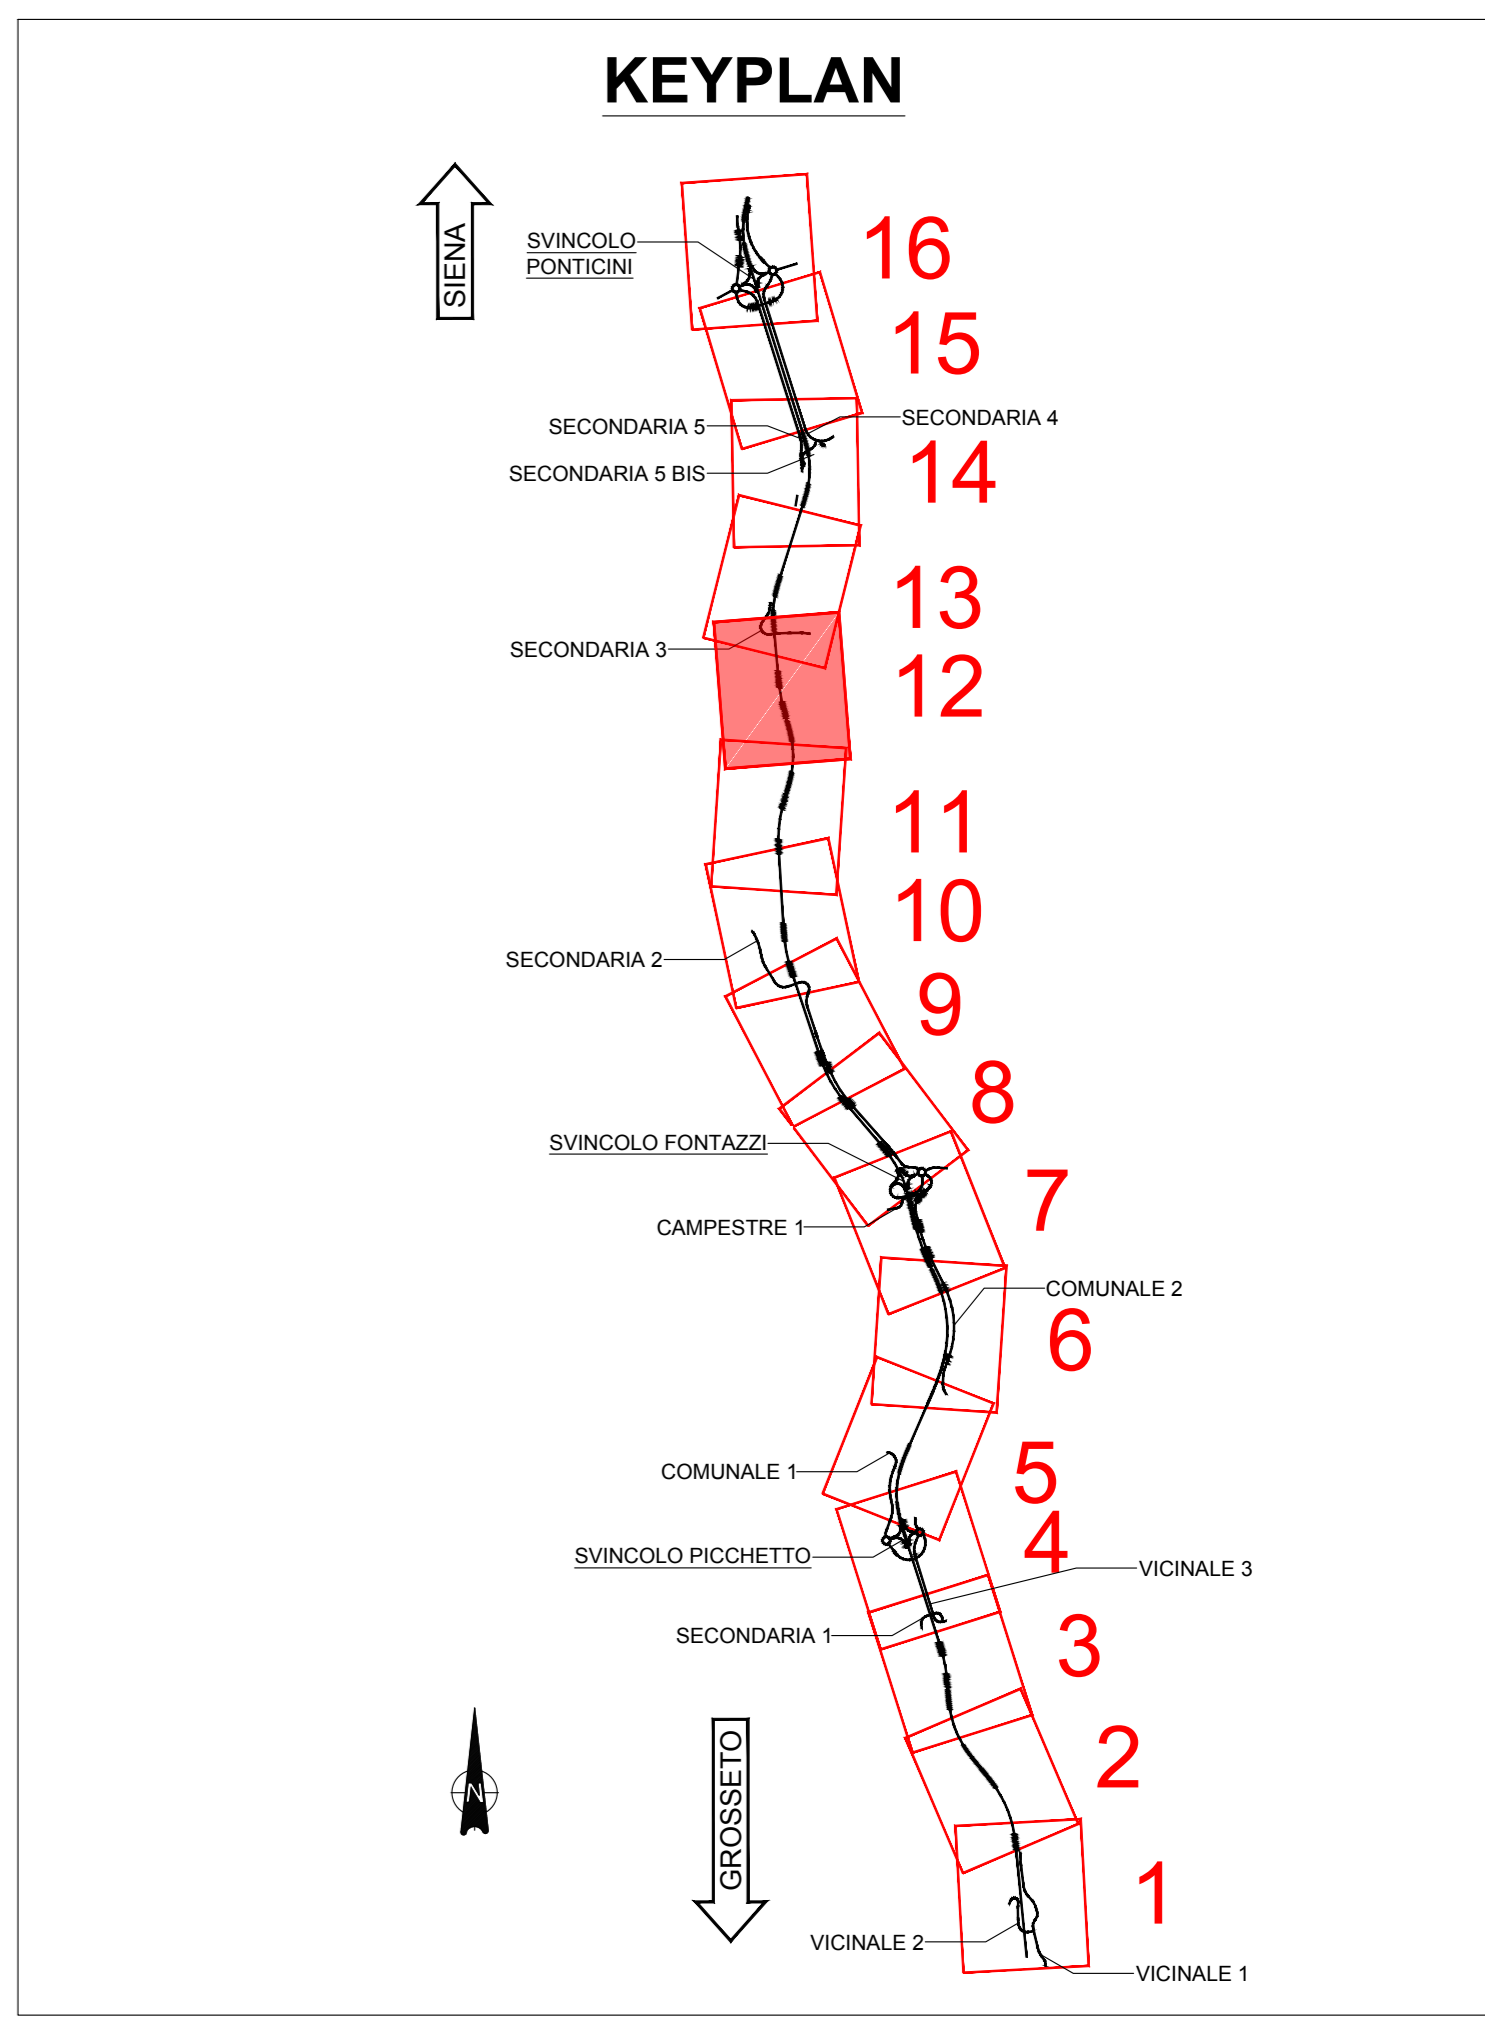 KEYPLAN
SIENA
SVINCOLO
PONTICINI
16
15
SECONDARIA 5
SECONDARIA 4
SECONDARIA 5 BIS
14
13
SECONDARIA 3
12
11
10
SECONDARIA 2
9
8
SVINCOLO FONTAZZI
7
CAMPESTRE 1
COMUNALE 2
6
COMUNALE 1
5
4
SVINCOLO PICCHETTO
VICINALE 3
SECONDARIA 1
3
2
N
GROSSETO
1
VICINALE 2
VICINALE 1